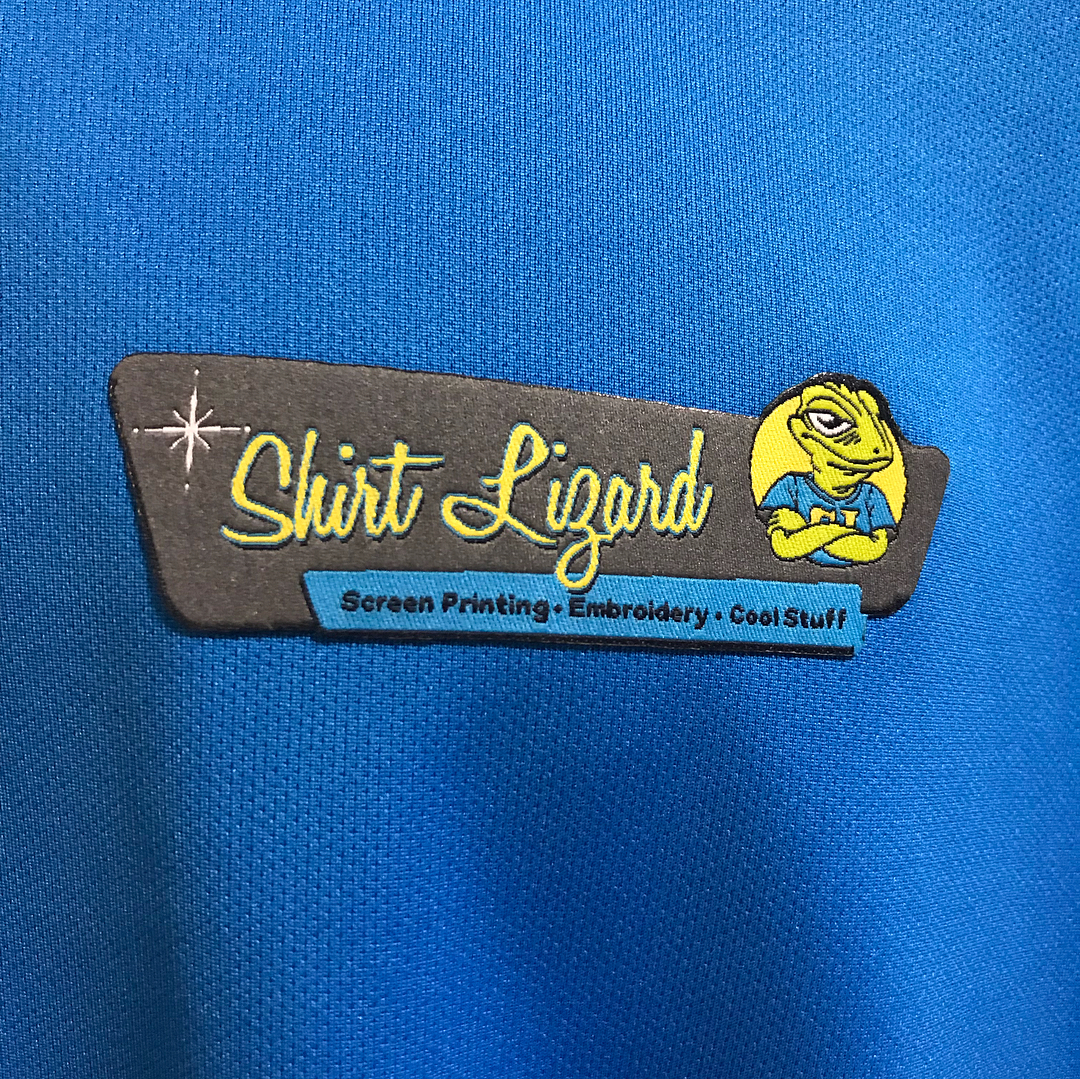 Shirt Lizard
Screen Printing • Embroidery • Cool Stuff